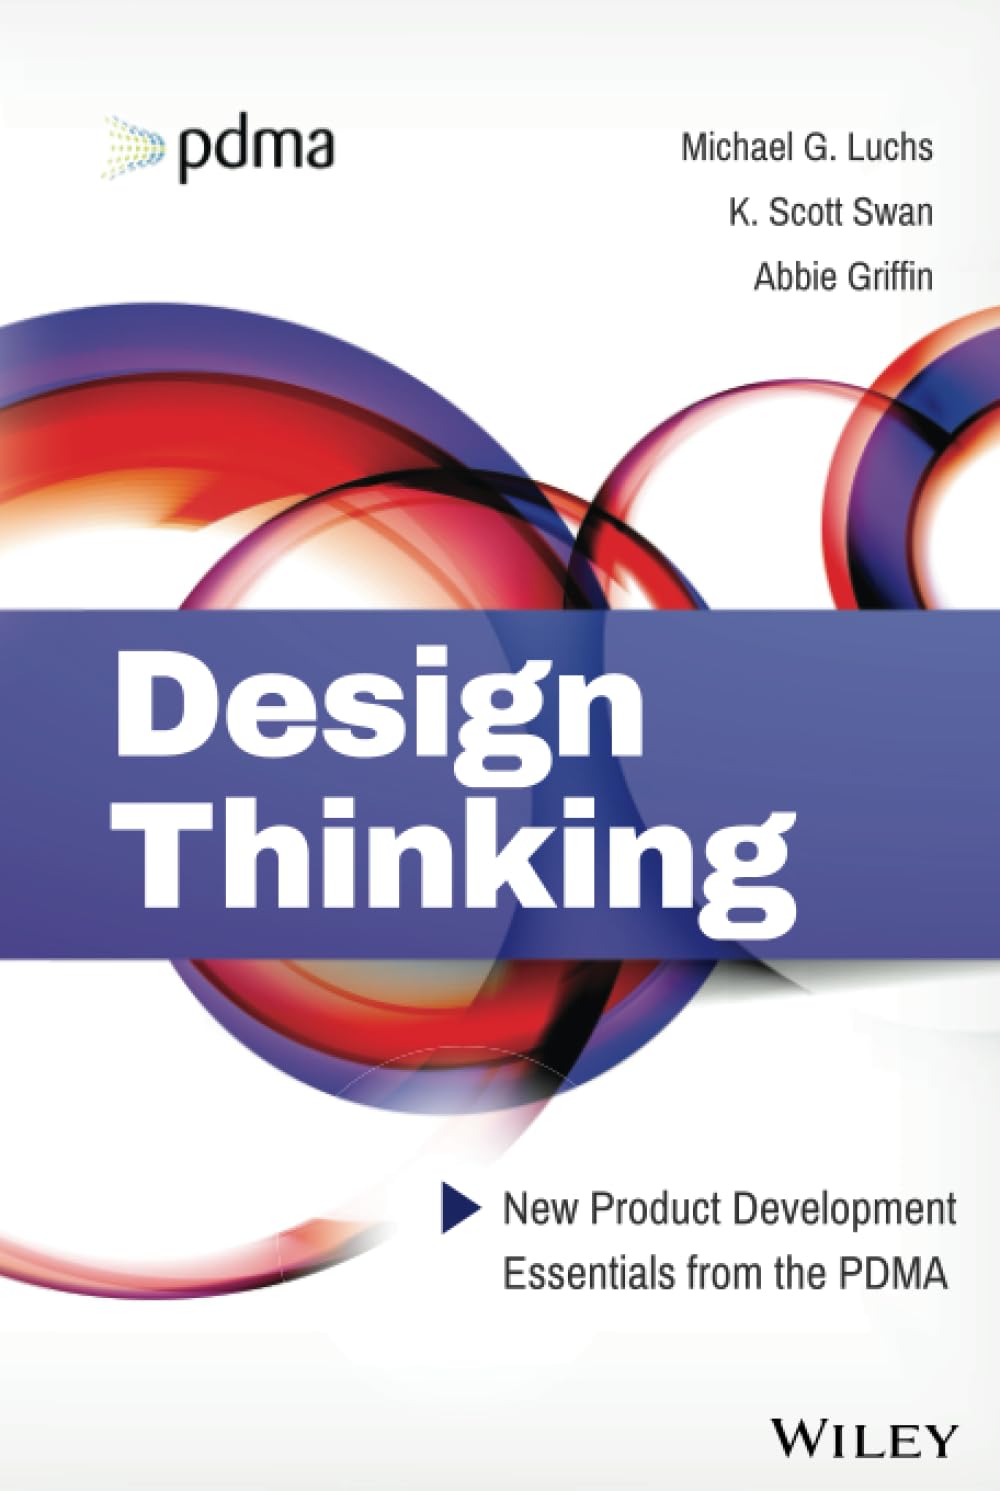 pdma
Michael G. Luchs
K. Scott Swan
Abbie Griffin
Design
Thinking
New Product Development
Essentials from the PDMA
WILEY